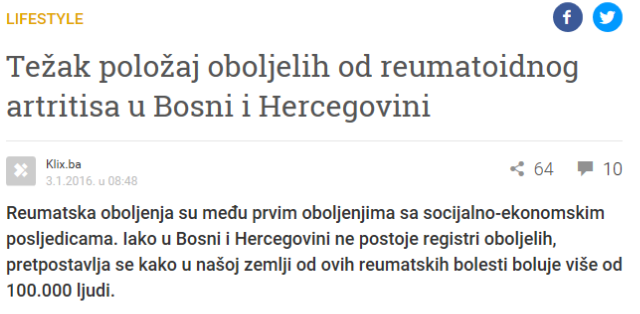 LIFESTYLE
Težak položaj oboljelih od reumatoidnog
artritisa u Bosni i Hercegovini
Klix.ba
3.1.2016. u 08:48
64
10
Reumatska oboljenja su među prvim oboljenjima sa socijalno-ekonomskim
posljedicama. Iako u Bosni i Hercegovini ne postoje registri oboljelih,
pretpostavlja se kako u našoj zemlji od ovih reumatskih bolesti boluje više od
100.000 ljudi.